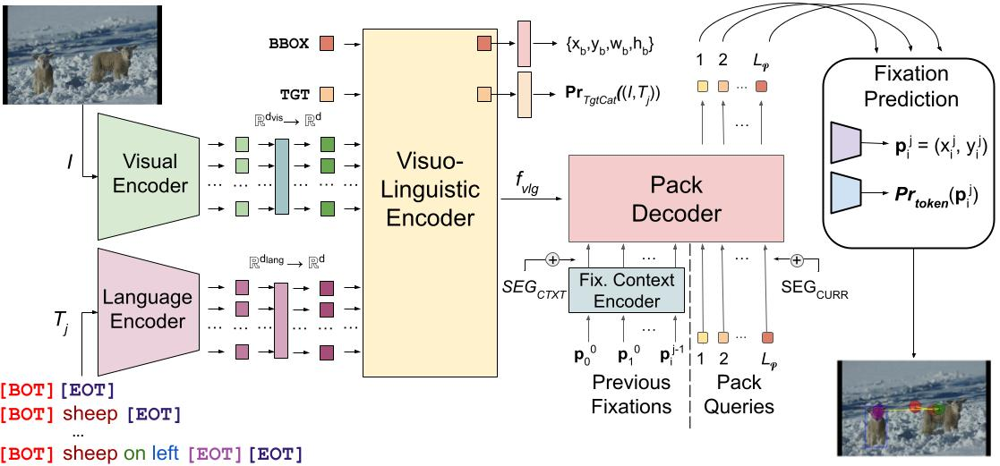 BBOX
TGT
{x_b,y_b,w_b,h_b}
Pr_TgtCat((I,T_j))
ℝ^dvis → ℝ^d
I
Visual
Encoder
... ... ... ...
Visuo-
Linguistic
Encoder
f_vlg
ℝ^dlang → ℝ^d
T_j
Language
Encoder
... ... ... ...
[BOT] [EOT]
[BOT] sheep [EOT]
...
[BOT] sheep on left [EOT] [EOT]
1 2 L_𝓅
...
...
Pack
Decoder
... ...
SEG_CTXT
Fix. Context
Encoder
SEG_CURR
... ...
p_0^0 p_1^0 p_i^j-1
1 2 L_𝓅
Previous
Fixations
Pack
Queries
Fixation
Prediction
p_i^j = (x_i^j, y_i^j)
Pr_token(p_i^j)